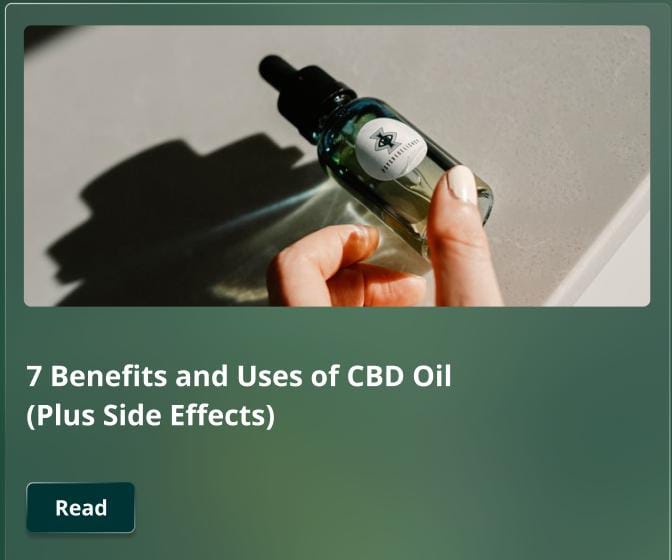 7 Benefits and Uses of CBD Oil
(Plus Side Effects)
Read